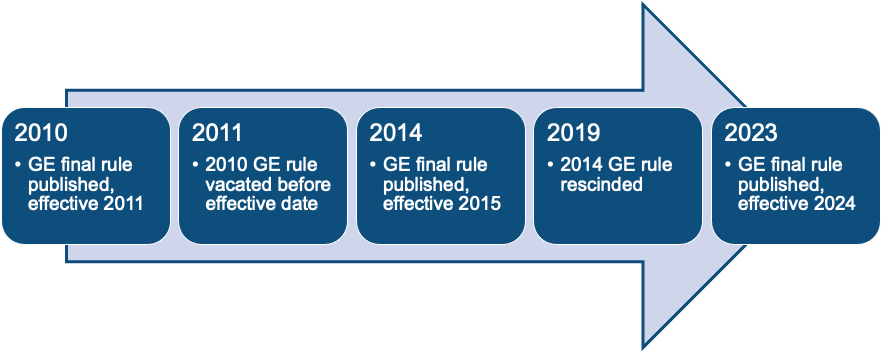 2010
• GE final rule
published,
effective 2011
2011
• 2010 GE rule
vacated before
effective date
2014
• GE final rule
published,
effective 2015
2019
• 2014 GE rule
rescinded
2023
• GE final rule
published,
effective 2024